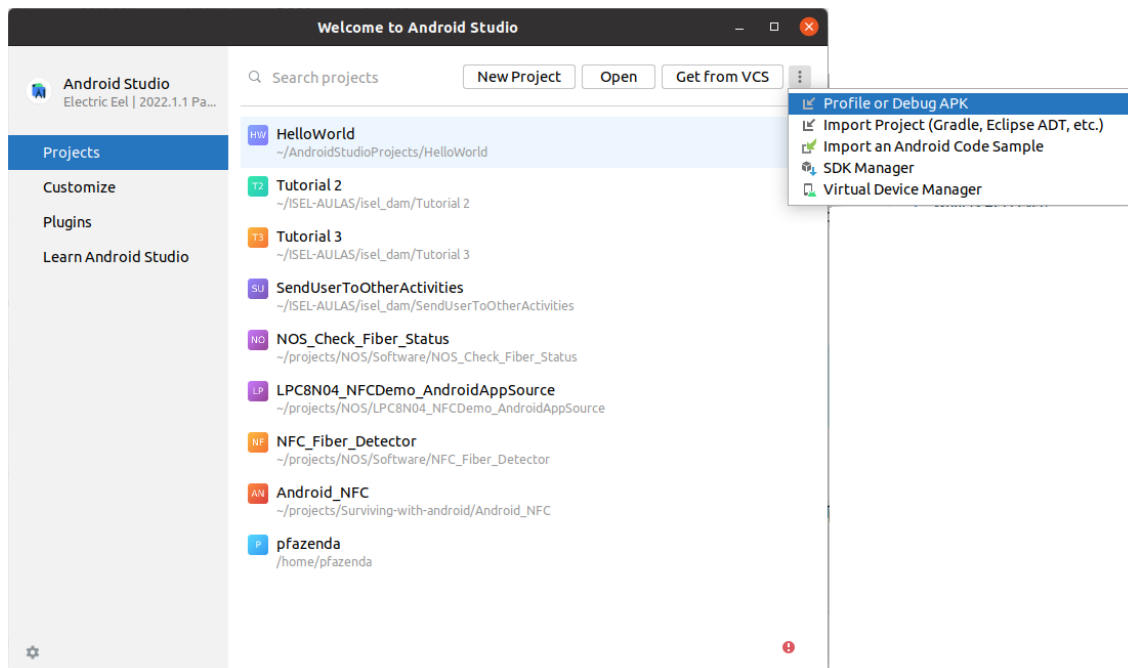 Welcome to Android Studio
Android Studio
Electric Eel | 2022.1.1 Pa...
Projects
Customize
Plugins
Learn Android Studio
Search projects
New Project
Open
Get from VCS
Profile or Debug APK
Import Project (Gradle, Eclipse ADT, etc.)
Import an Android Code Sample
SDK Manager
Virtual Device Manager
HW
HelloWorld
~/AndroidStudioProjects/HelloWorld
T2
Tutorial 2
~/ISEL-AULAS/isel_dam/Tutorial 2
T3
Tutorial 3
~/ISEL-AULAS/isel_dam/Tutorial 3
SU
SendUserToOtherActivities
~/ISEL-AULAS/isel_dam/SendUserToOtherActivities
NO
NOS_Check_Fiber_Status
~/projects/NOS/Software/NOS_Check_Fiber_Status
LP
LPC8N04_NFCDemo_AndroidAppSource
~/projects/NOS/LPC8N04_NFCDemo_AndroidAppSource
NF
NFC_Fiber_Detector
~/projects/NOS/Software/NFC_Fiber_Detector
AN
Android_NFC
~/projects/Surviving-with-android/Android_NFC
P
pfazenda
/home/pfazenda